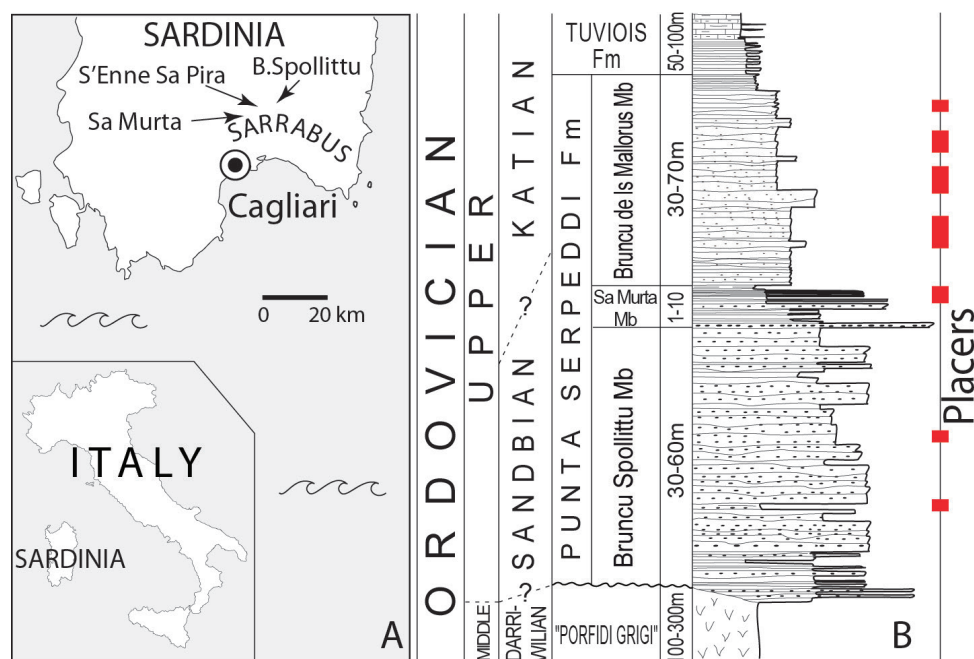 SARDINIA
S'Enne Sa Pira
B.Spollittu
Sa Murta
SARRABUS
Cagliari
0 20 km
ITALY
SARDINIA
A
ORDOVICIAN
MIDDLE
UPPER
DARRI-
WILIAN
SANDBIAN
KATIAN
?
?
PUNTA SERPEDDI Fm
TUVIOIS
Fm
50-100m
Bruncu de Is Mallorus Mb
30-70m
Sa Murta
Mb
1-10
Bruncu Spollittu Mb
30-60m
"PORFIDI GRIGI"
100-300m
Placers
B